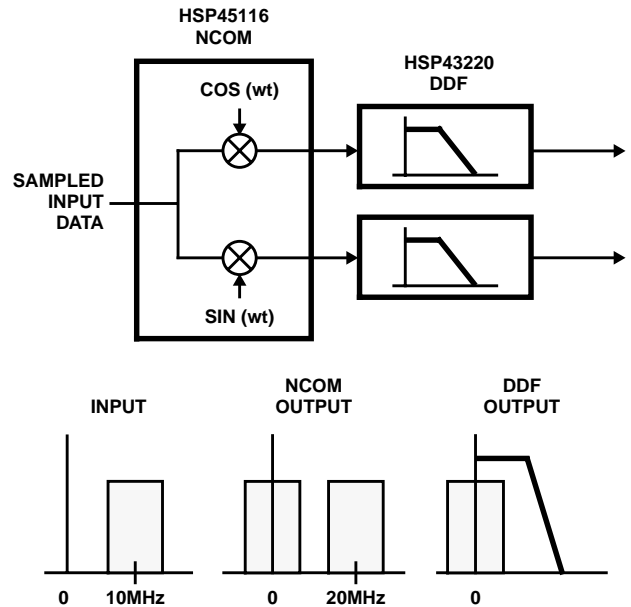 HSP45116
NCOM
HSP43220
DDF
COS (wt)
SAMPLED
INPUT
DATA
SIN (wt)
INPUT
NCOM
OUTPUT
DDF
OUTPUT
0
10MHz
0
20MHz
0